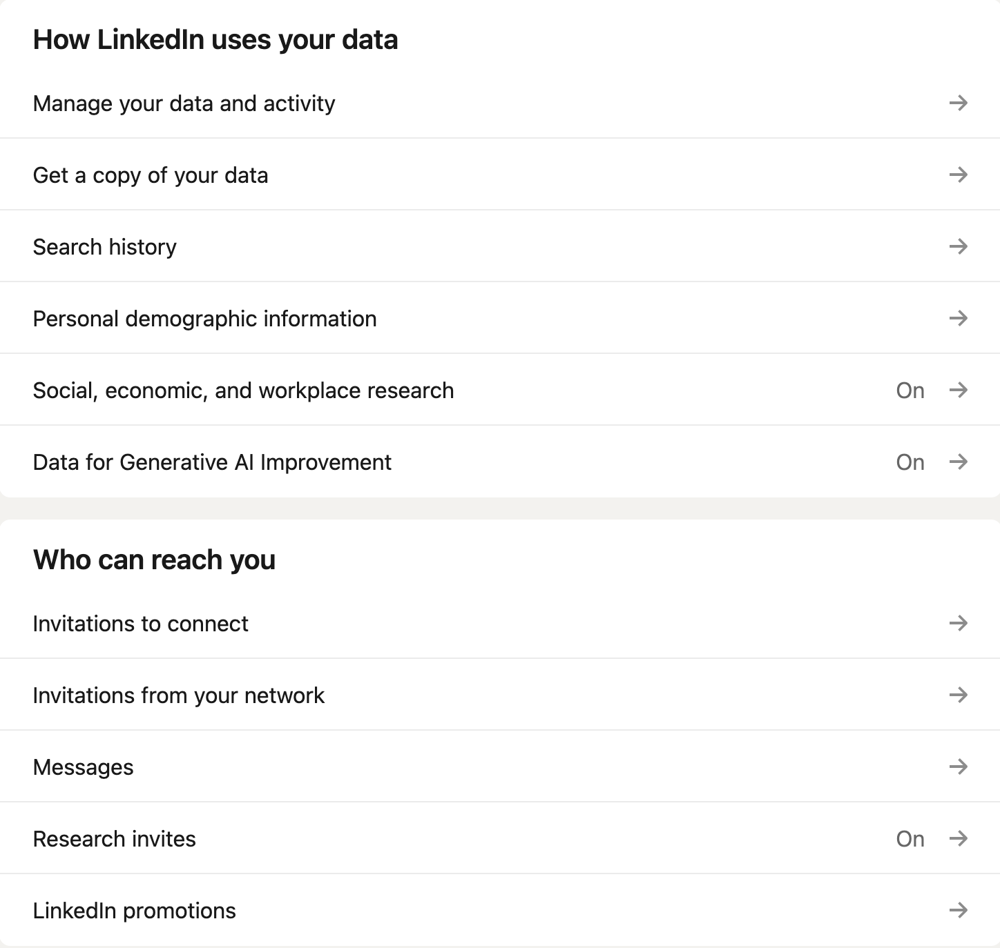 How LinkedIn uses your data
Manage your data and activity
Get a copy of your data
Search history
Personal demographic information
Social, economic, and workplace research On
Data for Generative AI Improvement On
Who can reach you
Invitations to connect
Invitations from your network
Messages
Research invites On
LinkedIn promotions